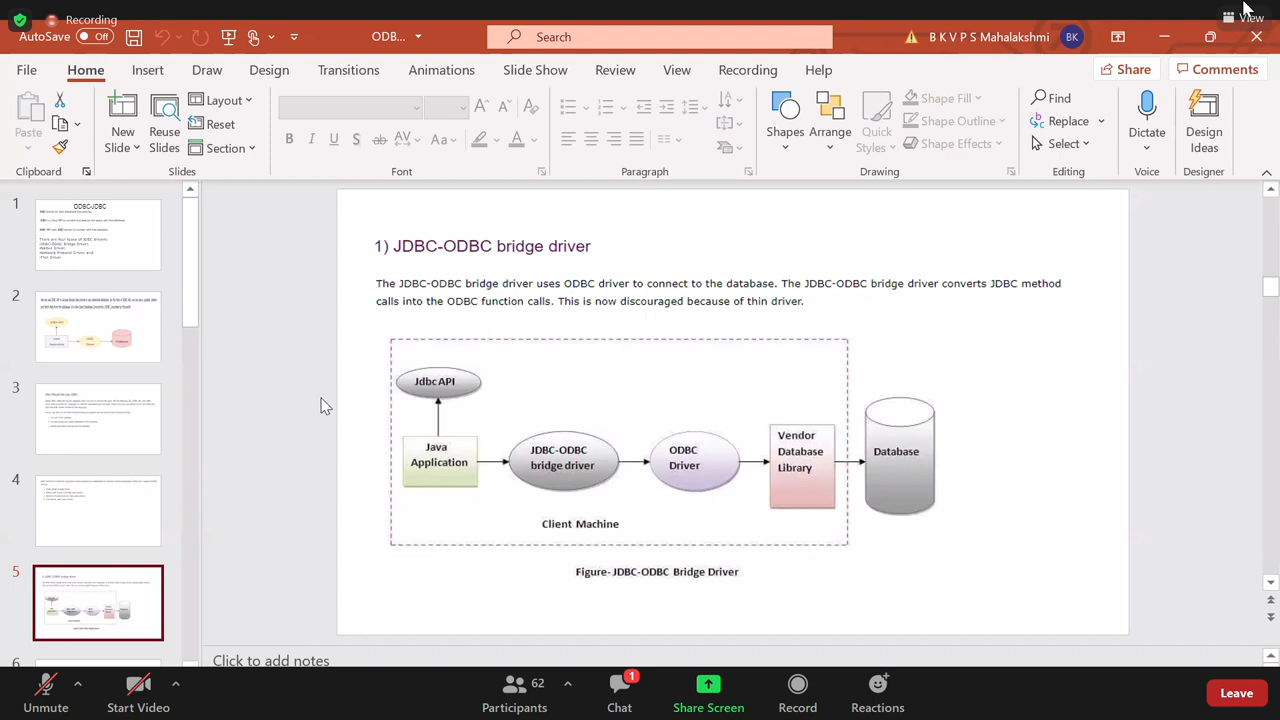 Recording
View
AutoSave Off ODB... Search B K V P S Mahalakshmi BK
File Home Insert Draw Design Transitions Animations Slide Show Review View Recording Help Share Comments
Paste New Slide Reuse Slides Layout Reset Section
B I U S ab AV Aa A
Shapes Arrange Quick Styles Shape Fill Shape Outline Shape Effects
Find Replace Select Dictate Design Ideas
Clipboard Slides Font Paragraph Drawing Editing Voice Designer
1
ODBC-JDBC
2
3
4
5
6
1) JDBC-ODBC bridge driver
The JDBC-ODBC bridge driver uses ODBC driver to connect to the database. The JDBC-ODBC bridge driver converts JDBC method
calls into the ODBC function calls. This is now discouraged because of thin driver.
Jdbc API
Java
Application
JDBC-ODBC
bridge driver
ODBC
Driver
Vendor
Database
Library
Database
Client Machine
Figure- JDBC-ODBC Bridge Driver
Click to add notes
62 1
Unmute Start Video Participants Chat Share Screen Record Reactions Leave